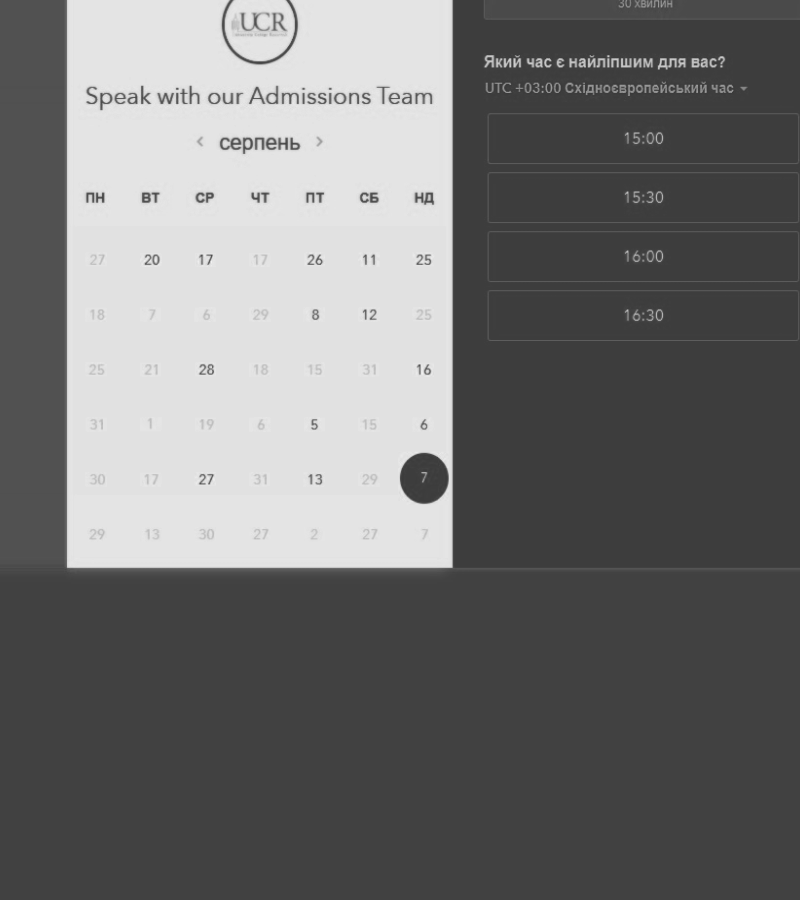 UCR
Speak with our Admissions Team
серпень
ПН ВТ СР ЧТ ПТ СБ НД
27 20 17 17 26 11 25
18 7 6 29 8 12 25
25 21 28 18 15 31 16
31 1 19 6 5 15 6
30 17 27 31 13 29 7
29 13 30 27 2 27 7
30 хвилин
Який час є найліпшим для вас?
UTC +03:00 Східноєвропейський час
15:00
15:30
16:00
16:30